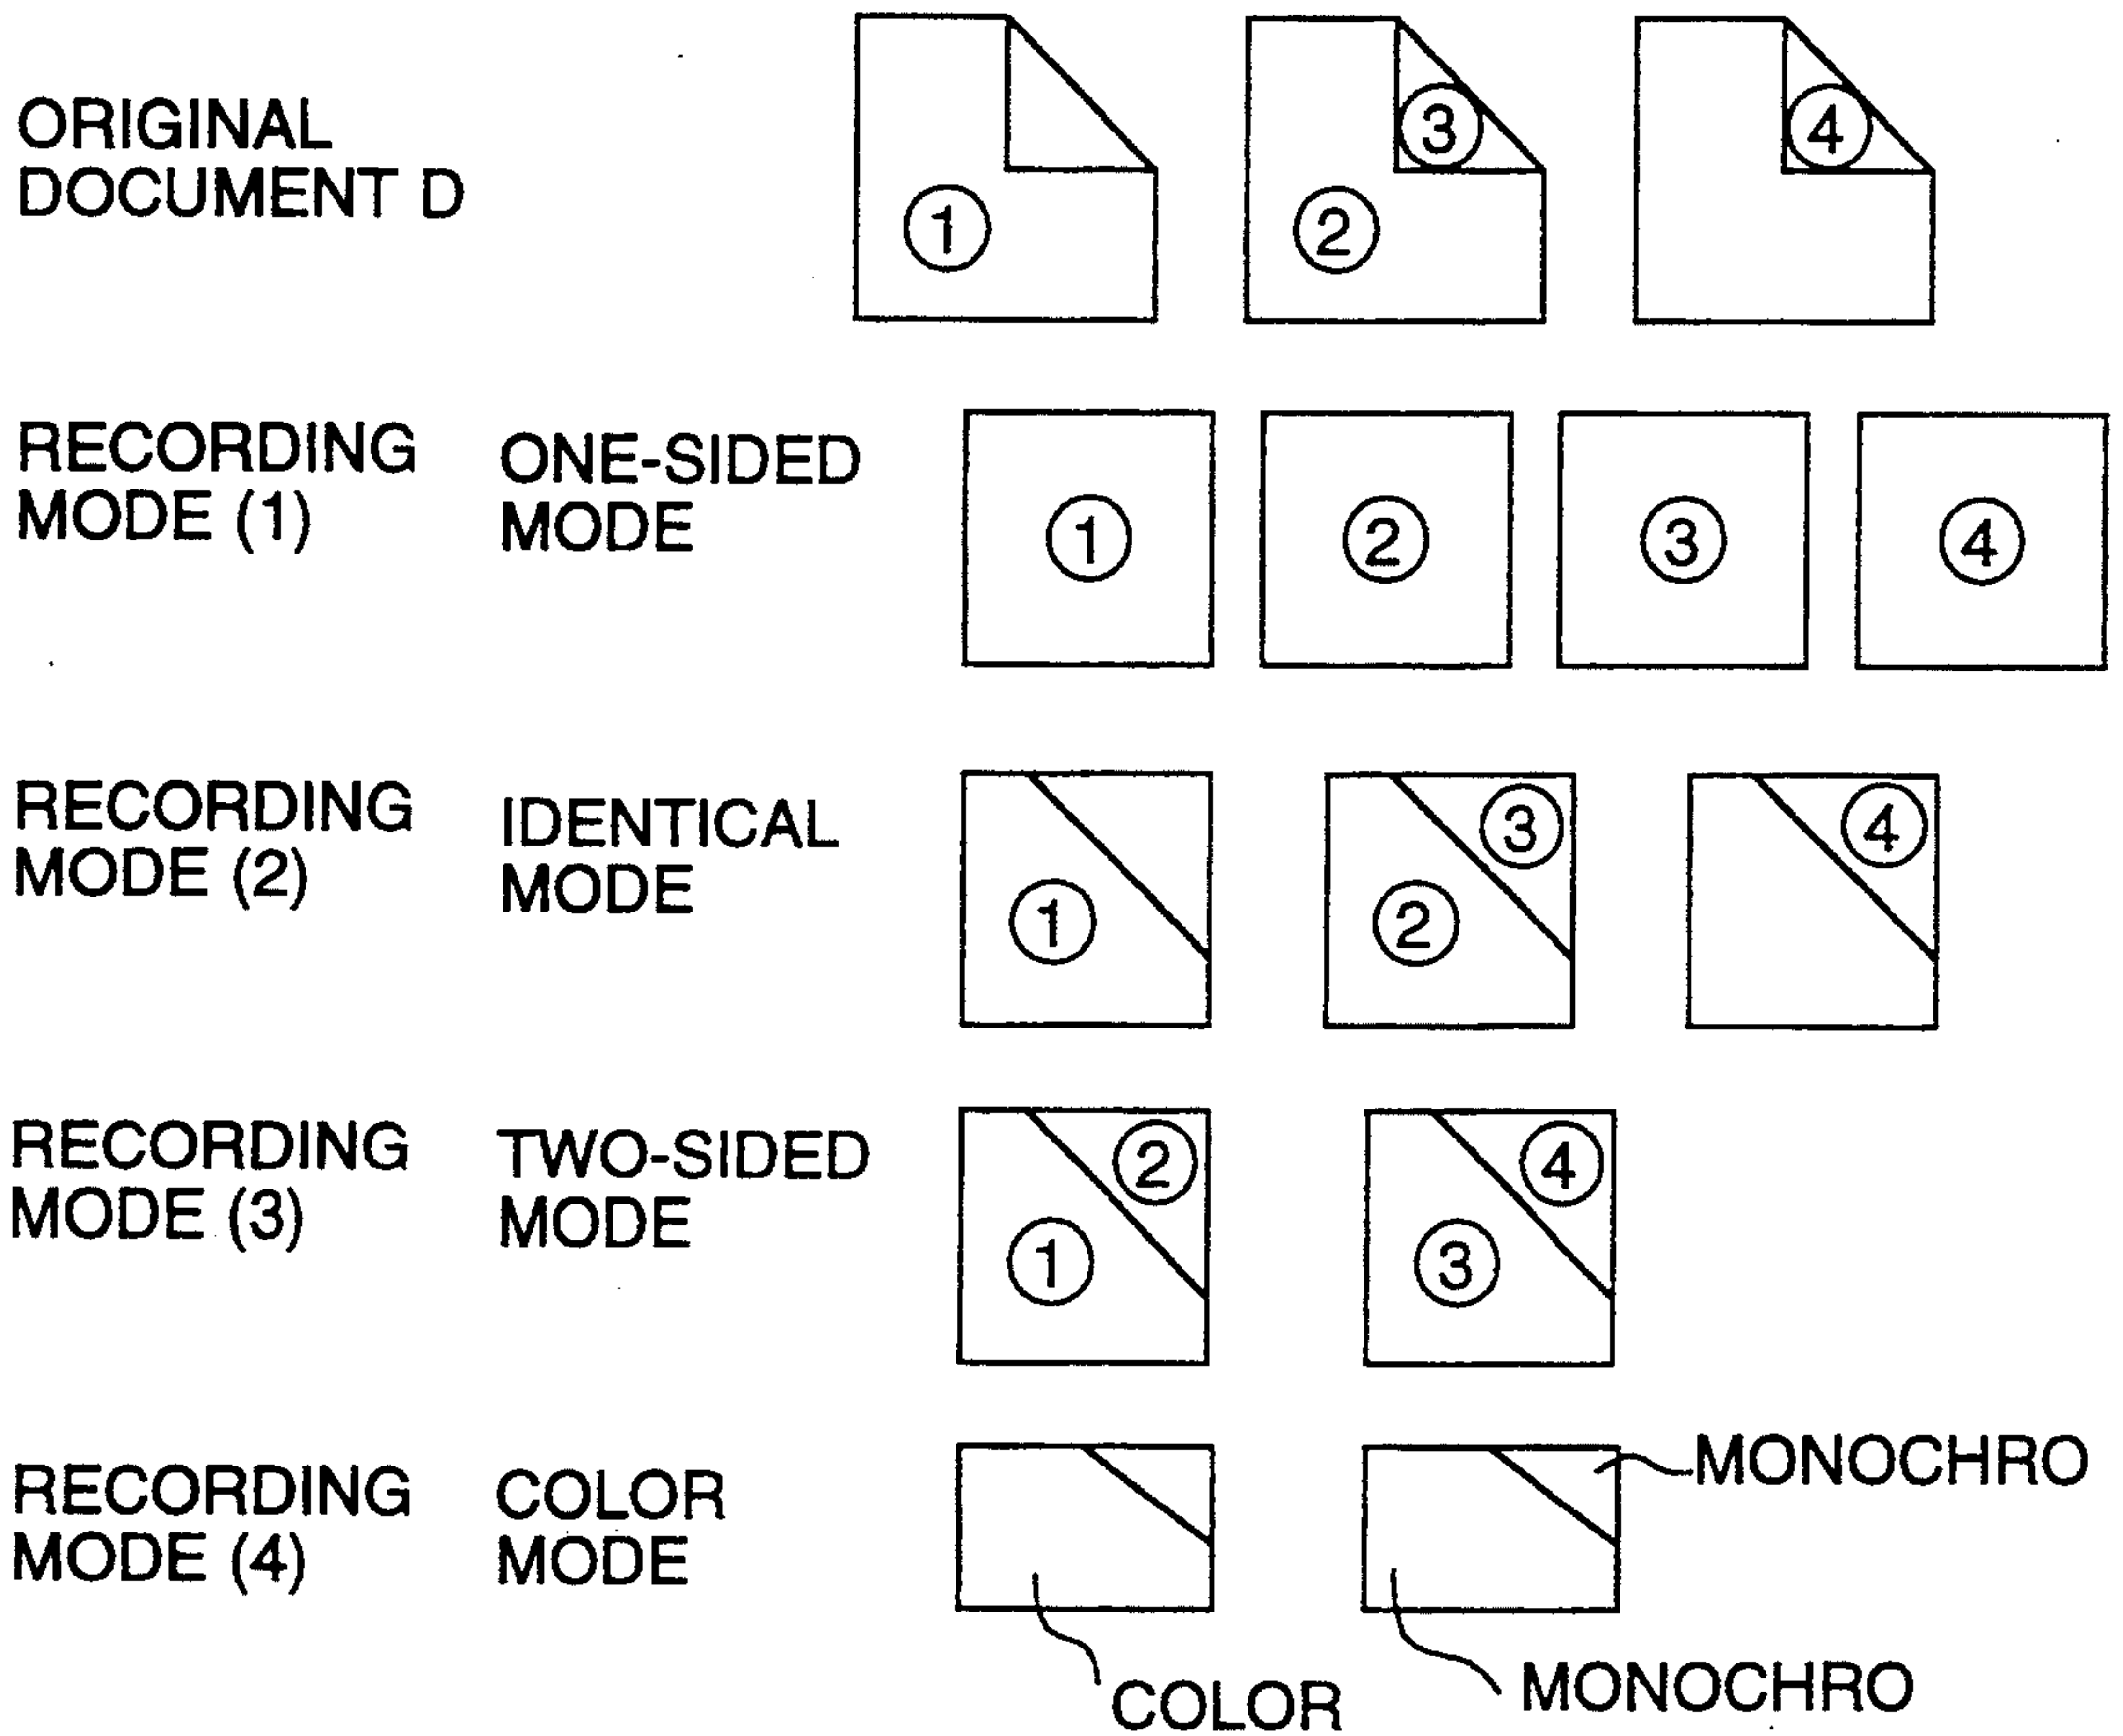 ORIGINAL
DOCUMENT D
① ② ③ ④
RECORDING
MODE (1)
ONE-SIDED
MODE
① ② ③ ④
RECORDING
MODE (2)
IDENTICAL
MODE
① ② ③ ④
RECORDING
MODE (3)
TWO-SIDED
MODE
① ② ③ ④
RECORDING
MODE (4)
COLOR
MODE
MONOCHRO
COLOR
MONOCHRO